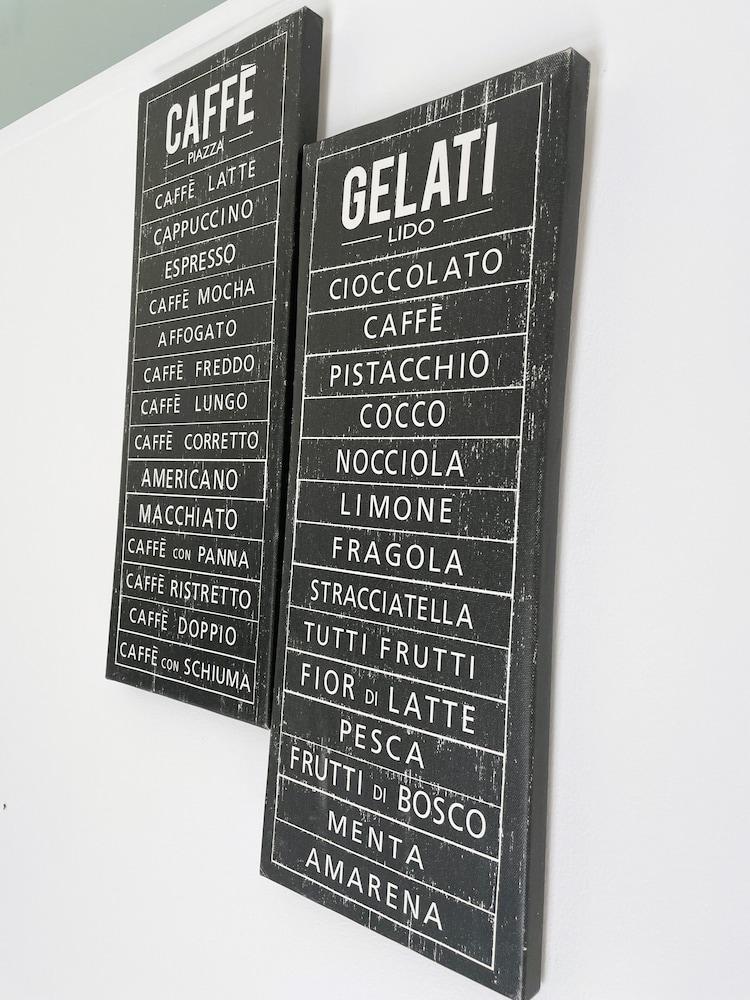 CAFFÈ
PIAZZA
CAFFÈ LATTE
CAPPUCCINO
ESPRESSO
CAFFÈ MOCHA
AFFOGATO
CAFFÈ FREDDO
CAFFÈ LUNGO
CAFFÈ CORRETTO
AMERICANO
MACCHIATO
CAFFÈ CON PANNA
CAFFÈ RISTRETTO
CAFFÈ DOPPIO
CAFFÈ CON SCHIUMA
GELATI
LIDO
CIOCCOLATO
CAFFÈ
PISTACCHIO
COCCO
NOCCIOLA
LIMONE
FRAGOLA
STRACCIATELLA
TUTTI FRUTTI
FIOR DI LATTE
PESCA
FRUTTI DI BOSCO
MENTA
AMARENA